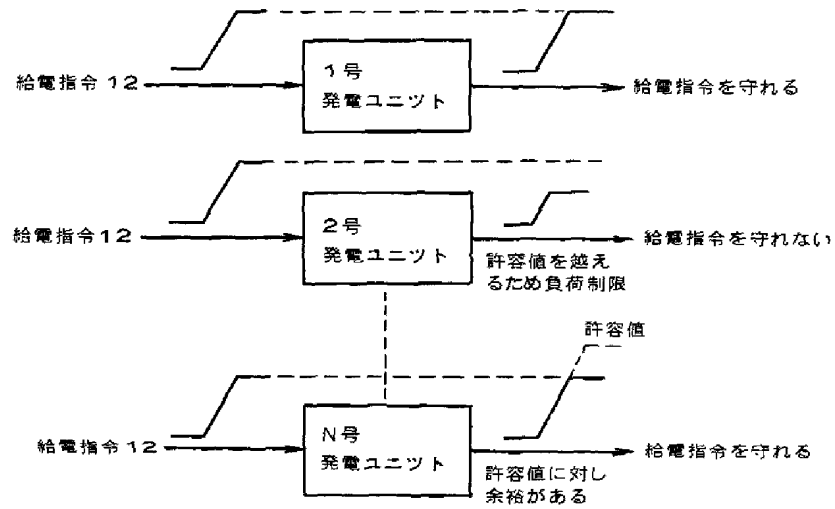 給電指令12
1号
発電ユニット
給電指令を守れる
給電指令12
2号
発電ユニット
給電指令を守れない
許容値を越え
るため負荷制限
許容値
給電指令12
N号
発電ユニット
給電指令を守れる
許容値に対し
余裕がある